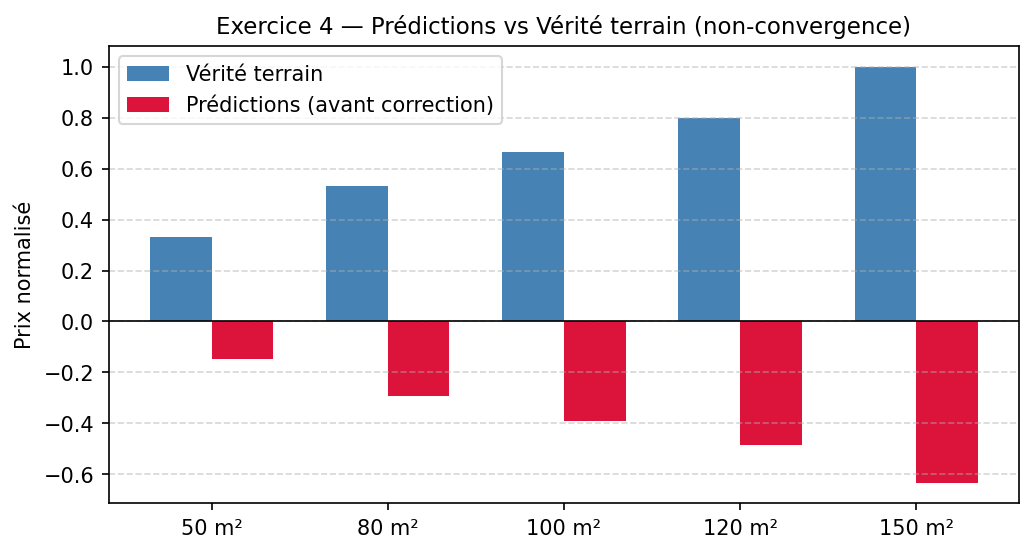 Exercice 4 — Prédictions vs Vérité terrain (non-convergence)
Vérité terrain
Prédictions (avant correction)
Prix normalisé
1.0
0.8
0.6
0.4
0.2
0.0
−0.2
−0.4
−0.6
50 m² 80 m² 100 m² 120 m² 150 m²